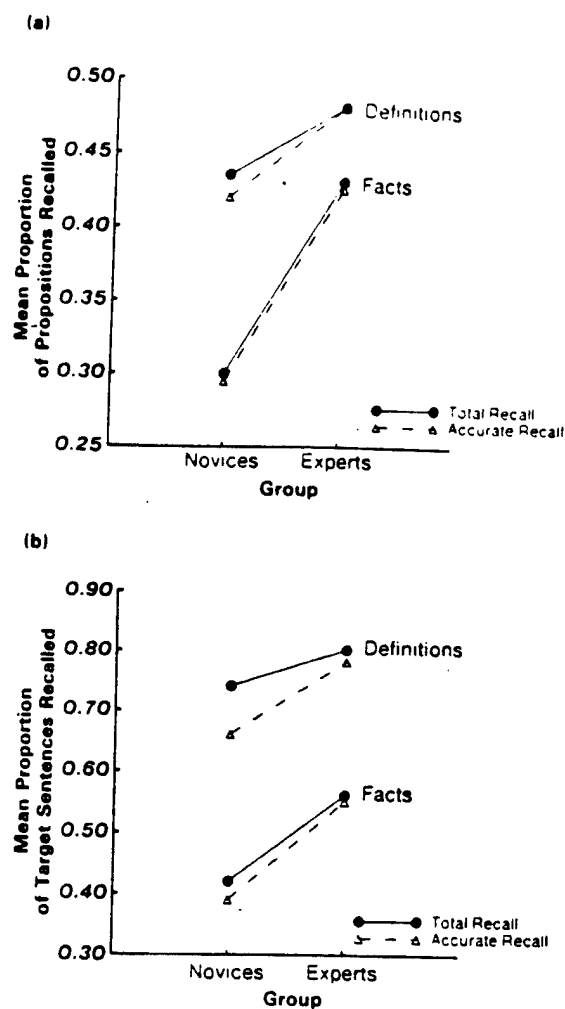 (a)
Mean Proportion
of Propositions Recalled
0.50
0.45
0.40
0.35
0.30
0.25
Definitions
Facts
Total Recall
Accurate Recall
Novices Experts
Group
(b)
Mean Proportion
of Target Sentences Recalled
0.90
0.80
0.70
0.60
0.50
0.40
0.30
Definitions
Facts
Total Recall
Accurate Recall
Novices Experts
Group